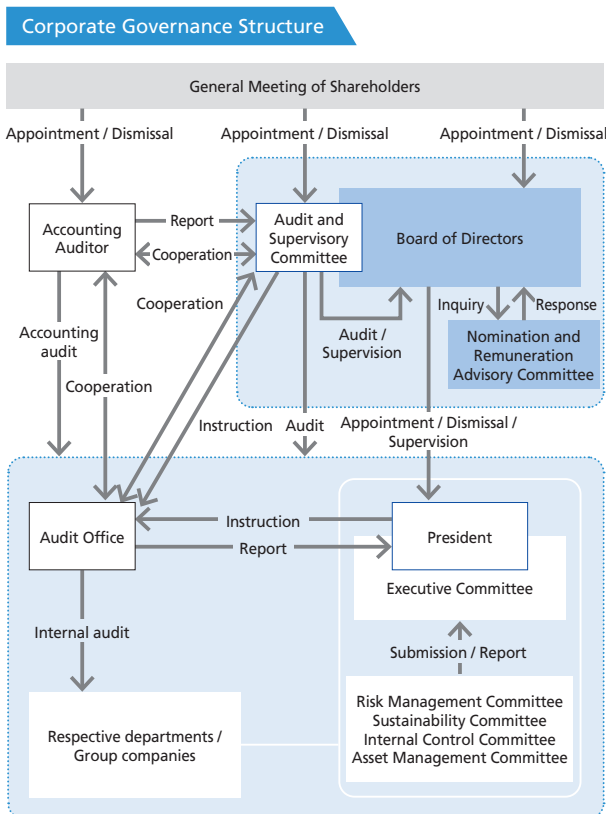 Corporate Governance Structure
General Meeting of Shareholders
Appointment / Dismissal
Appointment / Dismissal
Appointment / Dismissal
Accounting
Auditor
Report
Cooperation
Audit and
Supervisory
Committee
Board of Directors
Inquiry
Response
Nomination and
Remuneration
Advisory Committee
Audit /
Supervision
Cooperation
Accounting
audit
Cooperation
Instruction
Audit
Appointment / Dismissal /
Supervision
Audit Office
Instruction
Report
President
Executive Committee
Internal audit
Submission / Report
Respective departments /
Group companies
Risk Management Committee
Sustainability Committee
Internal Control Committee
Asset Management Committee